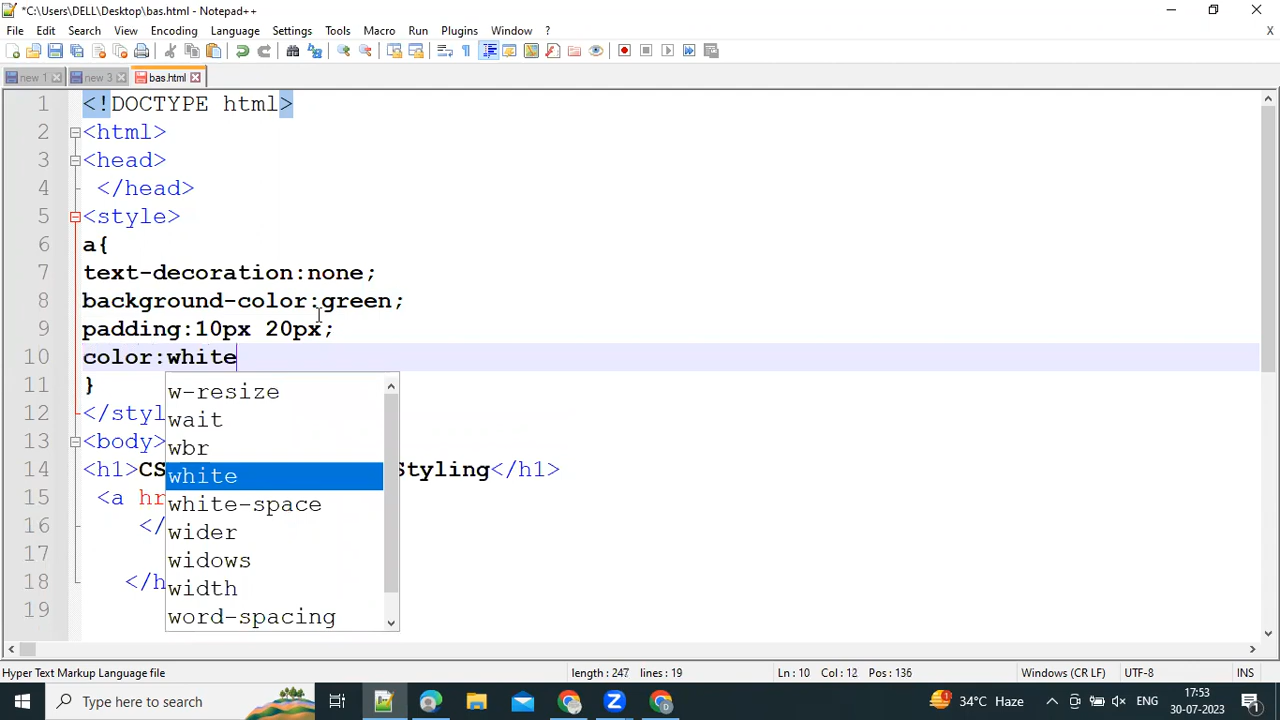 *C:\Users\DELL\Desktop\bas.html - Notepad++
File Edit Search View Encoding Language Settings Tools Macro Run Plugins Window ? X
new 1 new 3 bas.html
1 <!DOCTYPE html>
2 <html>
3 <head>
4 </head>
5 <style>
6 a{
7 text-decoration:none;
8 background-color:green;
9 padding:10px 20px;
10 color:white
11 }
12 </styl
13 <body>
14 <h1>CS Styling</h1>
15 <a hr
16 </
17
18 </h
19
w-resize
wait
wbr
white
white-space
wider
widows
width
word-spacing
Hyper Text Markup Language file length : 247 lines : 19 Ln : 10 Col : 12 Pos : 136 Windows (CR LF) UTF-8 INS
Type here to search 34°C Haze ENG 17:53
30-07-2023